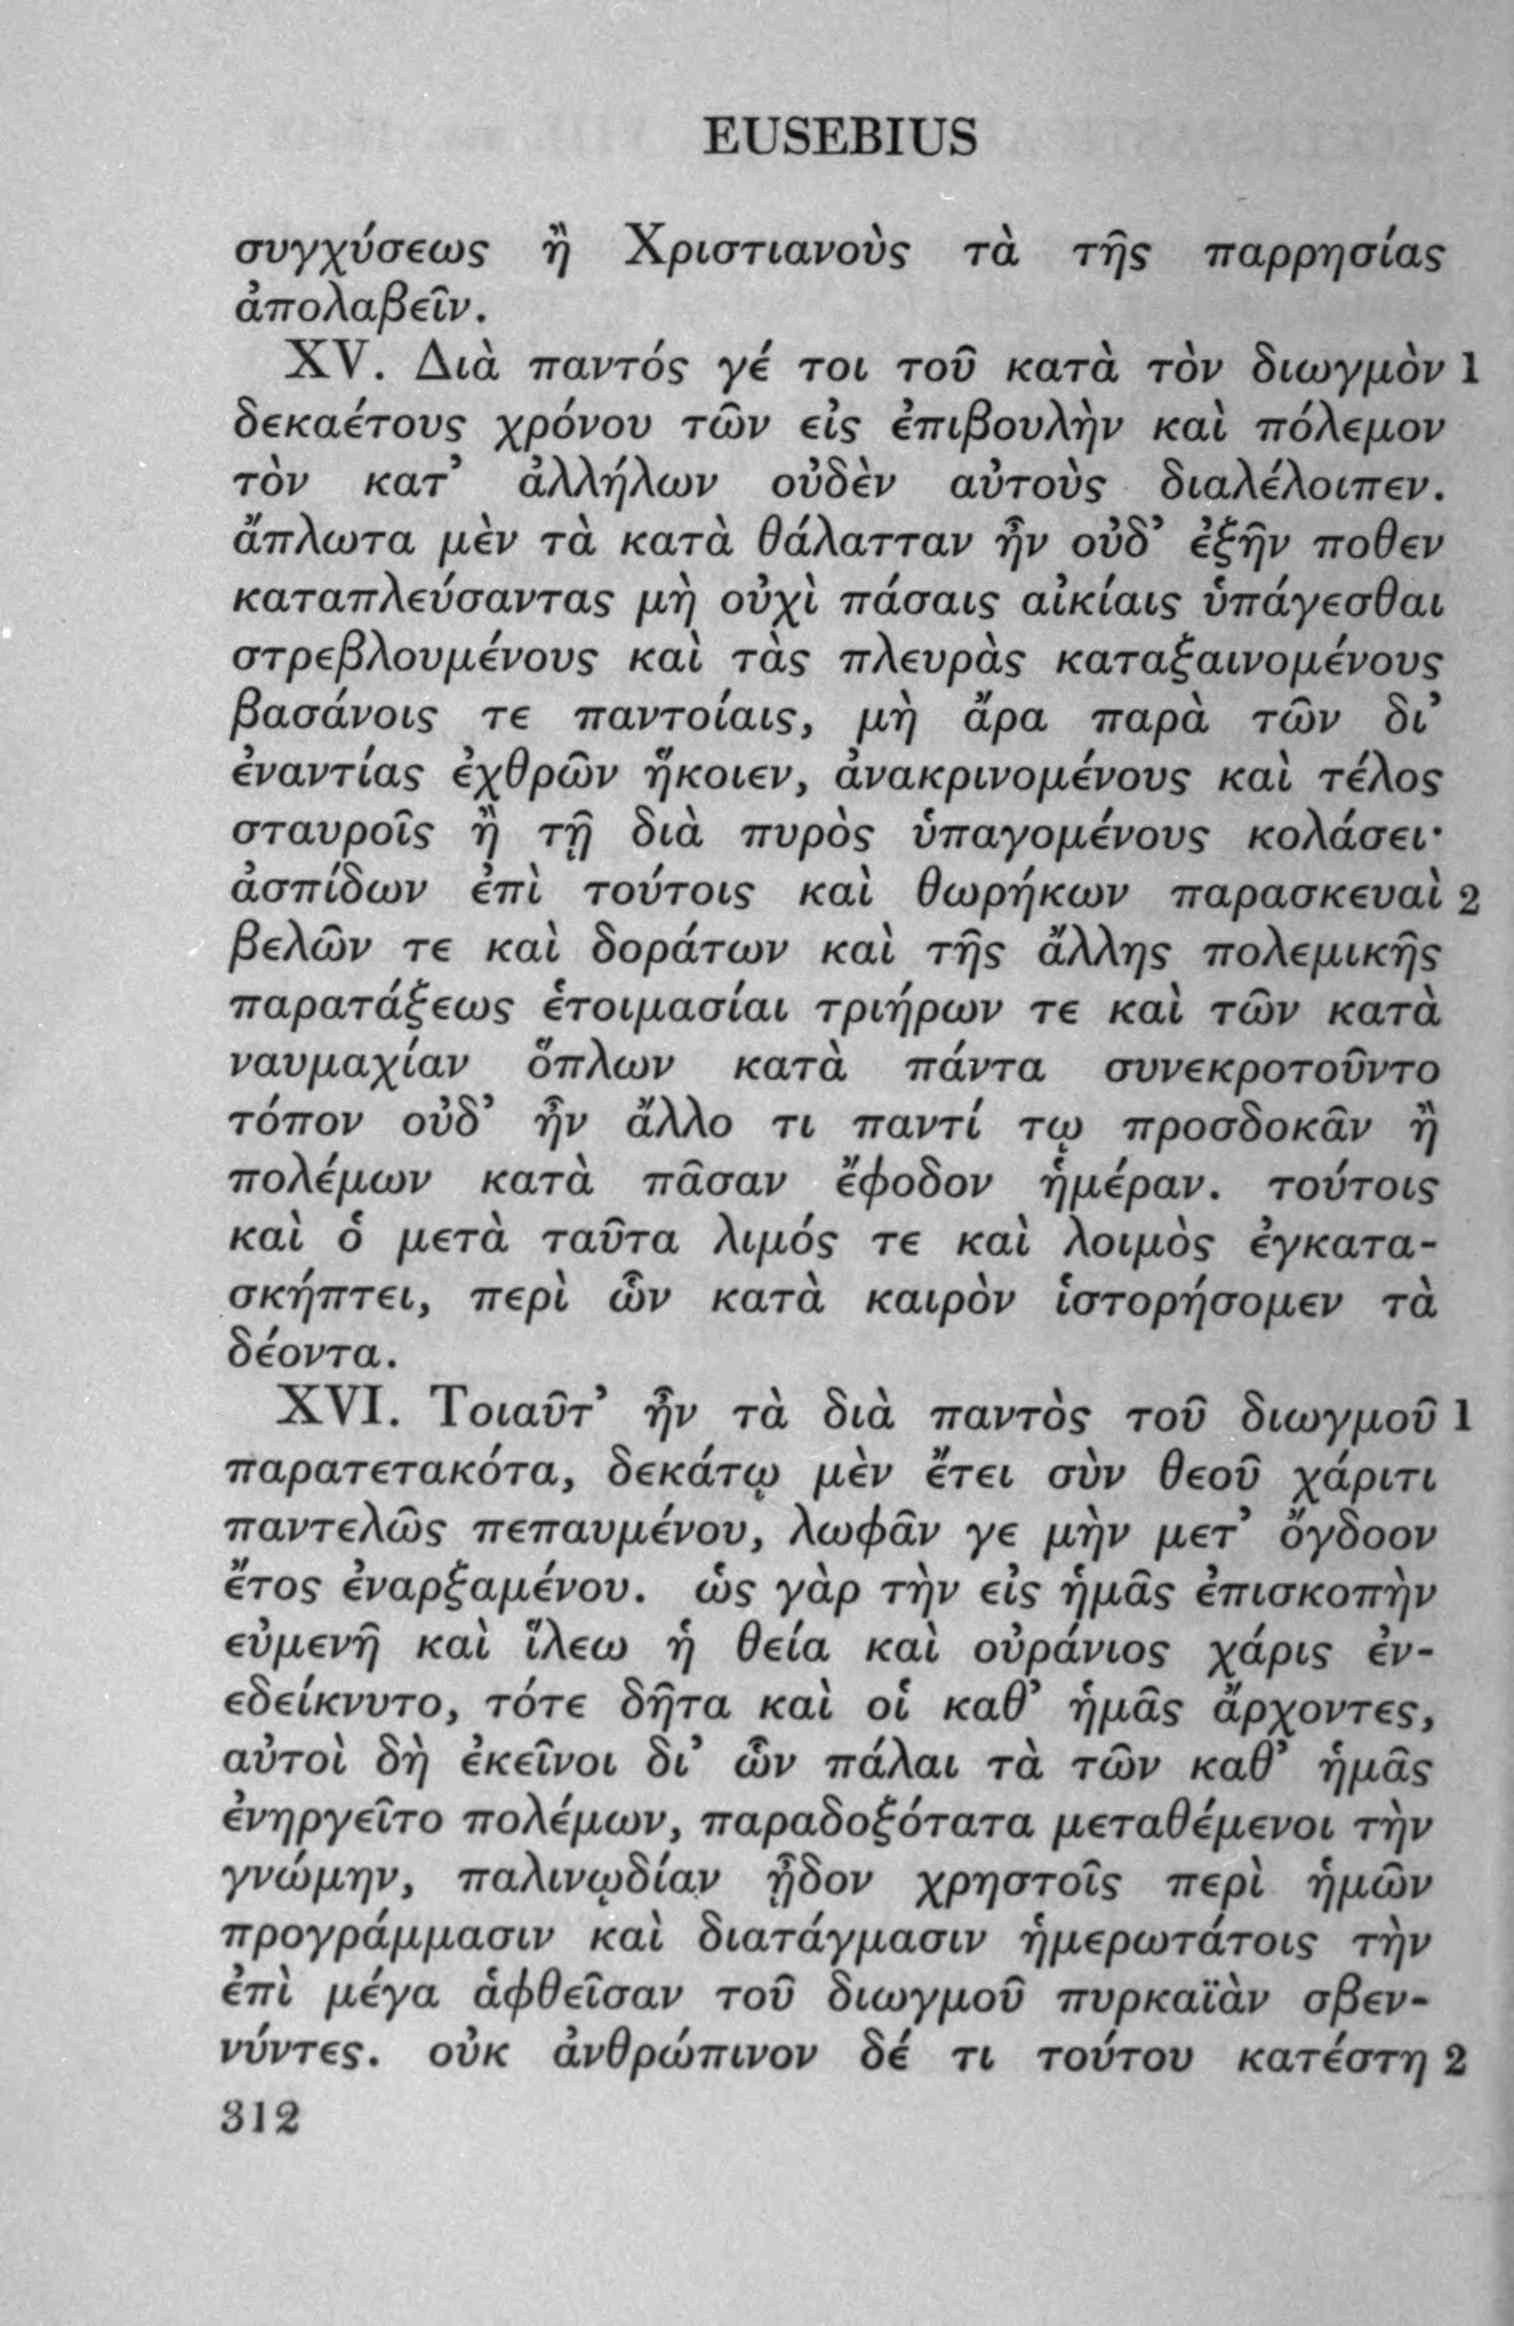 EUSEBIUS
συγχύσεως ἢ Χριστιανοὺς τὰ τῆς παρρησίας
ἀπολαβεῖν.
XV. Διὰ παντός γέ τοι τοῦ κατὰ τὸν διωγμὸν 1
δεκαέτους χρόνου τῶν εἰς ἐπιβουλὴν καὶ πόλεμον
τὸν κατ’ ἀλλήλων οὐδὲν αὐτοὺς διαλέλοιπεν.
ἄπλωτα μὲν τὰ κατὰ θάλατταν ἦν οὐδ’ ἐξῆν ποθεν
καταπλεύσαντας μὴ οὐχὶ πάσαις αἰκίαις ὑπάγεσθαι
στρεβλουμένους καὶ τὰς πλευρὰς καταξαινομένους
βασάνοις τε παντοίαις, μὴ ἄρα παρὰ τῶν δι’
ἐναντίας ἐχθρῶν ἥκοιεν, ἀνακρινομένους καὶ τέλος
σταυροῖς ἢ τῇ διὰ πυρὸς ὑπαγομένους κολάσει·
ἀσπίδων ἐπὶ τούτοις καὶ θωρήκων παρασκευαὶ 2
βελῶν τε καὶ δοράτων καὶ τῆς ἄλλης πολεμικῆς
παρατάξεως ἑτοιμασίαι τριήρων τε καὶ τῶν κατὰ
ναυμαχίαν ὅπλων κατὰ πάντα συνεκροτοῦντο
τόπον οὐδ’ ἦν ἄλλο τι παντί τῳ προσδοκᾶν ἢ
πολέμων κατὰ πᾶσαν ἔφοδον ἡμέραν. τούτοις
καὶ ὁ μετὰ ταῦτα λιμός τε καὶ λοιμὸς ἐγκατα-
σκήπτει, περὶ ὧν κατὰ καιρὸν ἱστορήσομεν τὰ
δέοντα.
XVI. Τοιαῦτ’ ἦν τὰ διὰ παντὸς τοῦ διωγμοῦ 1
παρατετακότα, δεκάτῳ μὲν ἔτει σὺν θεοῦ χάριτι
παντελῶς πεπαυμένου, λωφᾶν γε μὴν μετ’ ὄγδοον
ἔτος ἐναρξαμένου. ὡς γὰρ τὴν εἰς ἡμᾶς ἐπισκοπὴν
εὐμενῆ καὶ ἵλεω ἡ θεία καὶ οὐράνιος χάρις ἐν-
εδείκνυτο, τότε δῆτα καὶ οἱ καθ’ ἡμᾶς ἄρχοντες,
αὐτοὶ δὴ ἐκεῖνοι δι’ ὧν πάλαι τὰ τῶν καθ’ ἡμᾶς
ἐνηργεῖτο πολέμων, παραδοξότατα μεταθέμενοι τὴν
γνώμην, παλινῳδίαν ᾖδον χρηστοῖς περὶ ἡμῶν
προγράμμασιν καὶ διατάγμασιν ἡμερωτάτοις τὴν
ἐπὶ μέγα ἁφθεῖσαν τοῦ διωγμοῦ πυρκαϊὰν σβεν-
νύντες. οὐκ ἀνθρώπινον δέ τι τούτου κατέστη 2
312